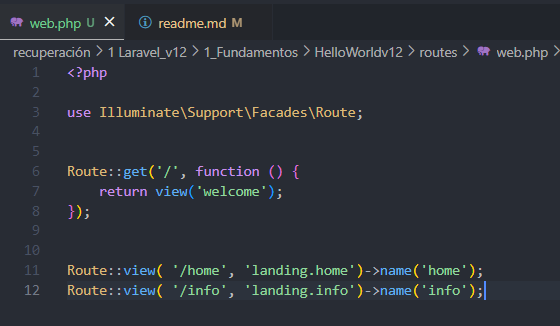 web.php U readme.md M
recuperación > 1 Laravel_v12 > 1_Fundamentos > HelloWorldv12 > routes > web.php >
1 <?php
2
3 use Illuminate\Support\Facades\Route;
4
5
6 Route::get('/', function () {
7     return view('welcome');
8 });
9
10
11 Route::view( '/home', 'landing.home')->name('home');
12 Route::view( '/info', 'landing.info')->name('info');